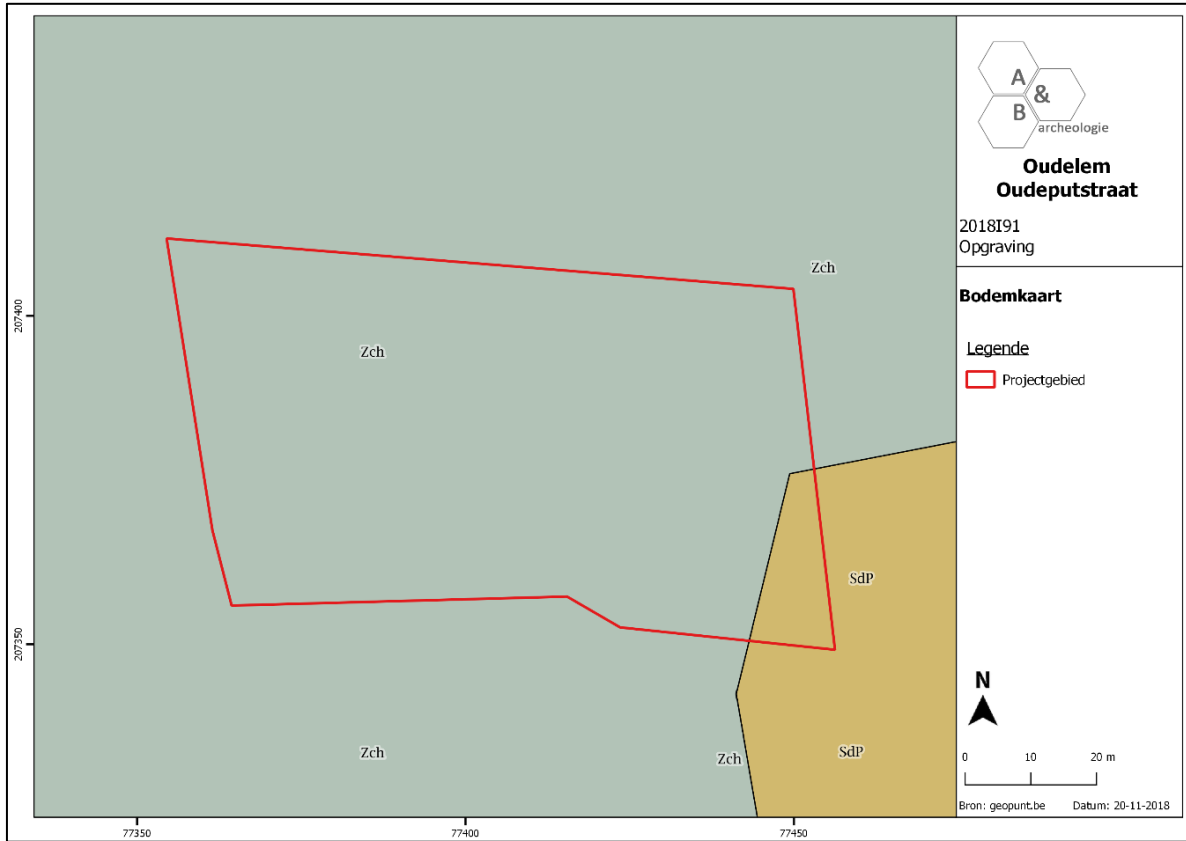 Zch
Zch
SdP
Zch
Zch
SdP
207400
207350
77350
77400
77450
A
&
B
archeologie
Oudelem
Oudeputstraat
2018I91
Opgraving
Bodemkaart
Legende
Projectgebied
N
0 10 20 m
Bron: geopunt.be Datum: 20-11-2018